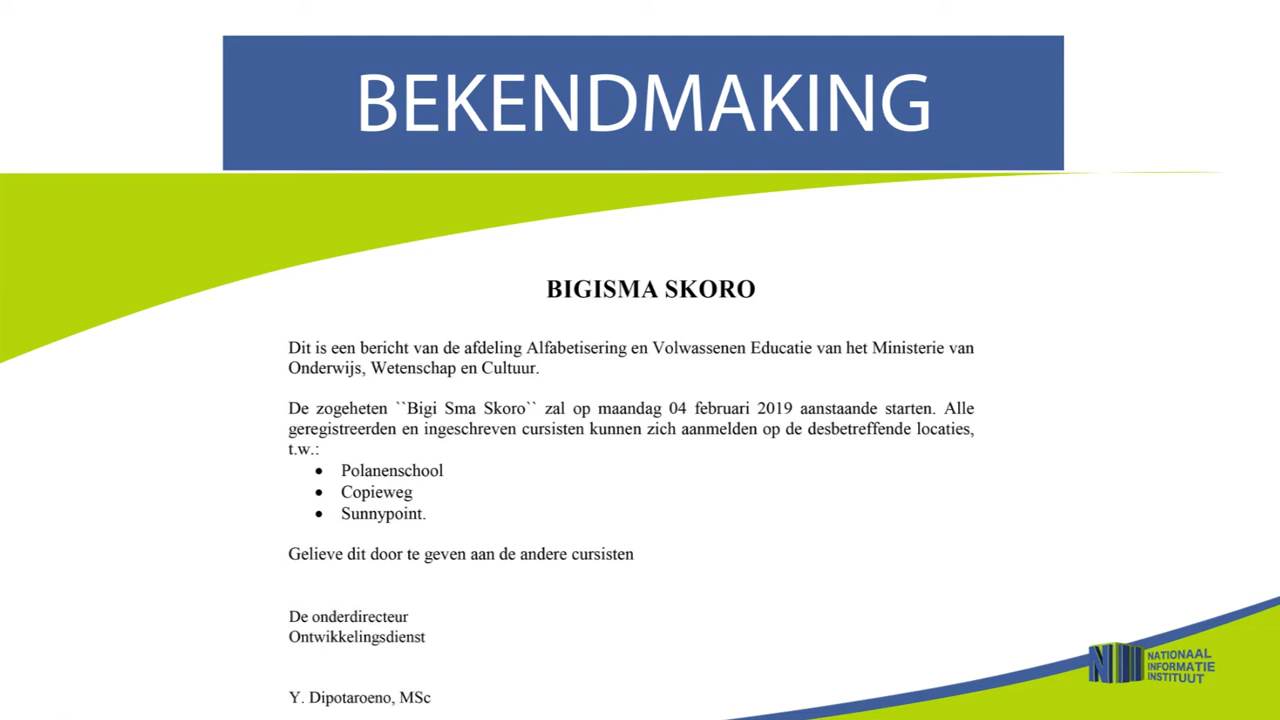 BEKENDMAKING
BIGISMA SKORO
Dit is een bericht van de afdeling Alfabetisering en Volwassenen Educatie van het Ministerie van
Onderwijs, Wetenschap en Cultuur.
De zogeheten ``Bigi Sma Skoro`` zal op maandag 04 februari 2019 aanstaande starten. Alle
geregistreerden en ingeschreven cursisten kunnen zich aanmelden op de desbetreffende locaties,
t.w.:
• Polanenschool
• Copieweg
• Sunnypoint.
Gelieve dit door te geven aan de andere cursisten
De onderdirecteur
Ontwikkelingsdienst
Y. Dipotaroeno, MSc
NII
NATIONAAL
INFORMATIE
INSTITUUT